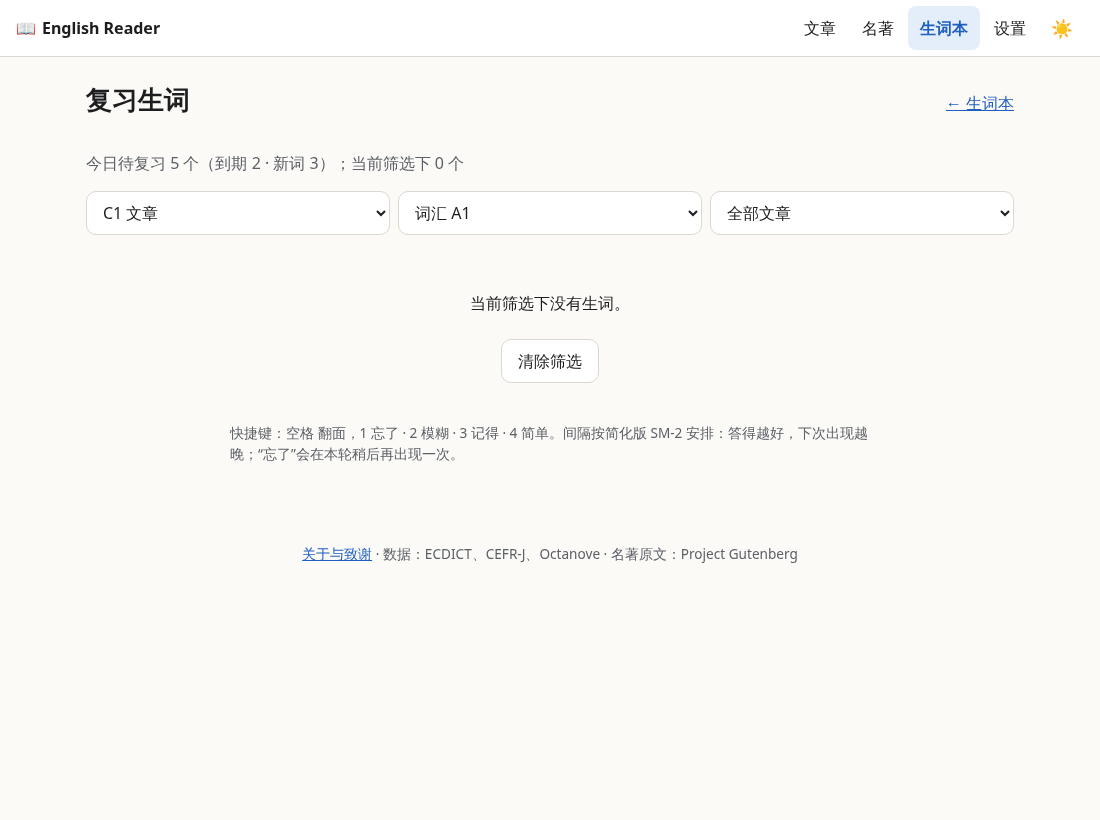 📖 English Reader
文章 名著 生词本 设置 ☀️
复习生词
← 生词本
今日待复习 5 个（到期 2 · 新词 3）；当前筛选下 0 个
C1 文章 词汇 A1 全部文章
当前筛选下没有生词。
清除筛选
快捷键：空格 翻面，1 忘了 · 2 模糊 · 3 记得 · 4 简单。间隔按简化版 SM-2 安排：答得越好，下次出现越
晚；“忘了”会在本轮稍后再出现一次。
关于与致谢 · 数据：ECDICT、CEFR-J、Octanove · 名著原文：Project Gutenberg